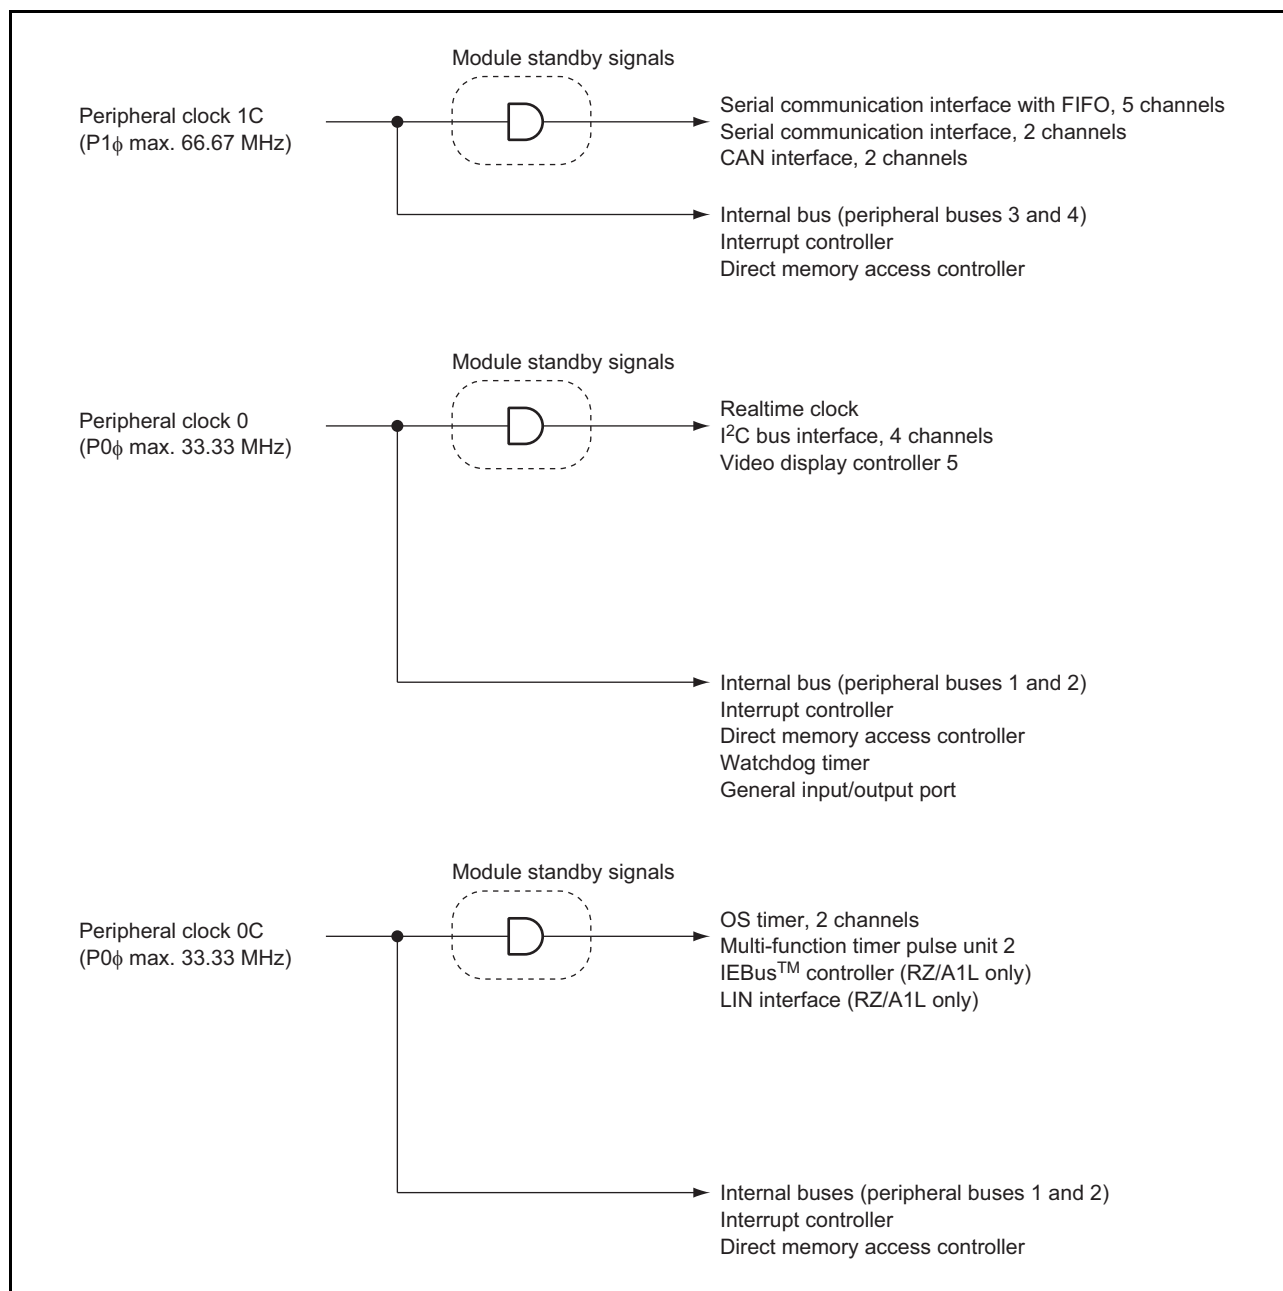 Module standby signals
Peripheral clock 1C
(P1ϕ max. 66.67 MHz)
Serial communication interface with FIFO, 5 channels
Serial communication interface, 2 channels
CAN interface, 2 channels
Internal bus (peripheral buses 3 and 4)
Interrupt controller
Direct memory access controller
Module standby signals
Peripheral clock 0
(P0ϕ max. 33.33 MHz)
Realtime clock
I²C bus interface, 4 channels
Video display controller 5
Internal bus (peripheral buses 1 and 2)
Interrupt controller
Direct memory access controller
Watchdog timer
General input/output port
Module standby signals
Peripheral clock 0C
(P0ϕ max. 33.33 MHz)
OS timer, 2 channels
Multi-function timer pulse unit 2
IEBus™ controller (RZ/A1L only)
LIN interface (RZ/A1L only)
Internal buses (peripheral buses 1 and 2)
Interrupt controller
Direct memory access controller